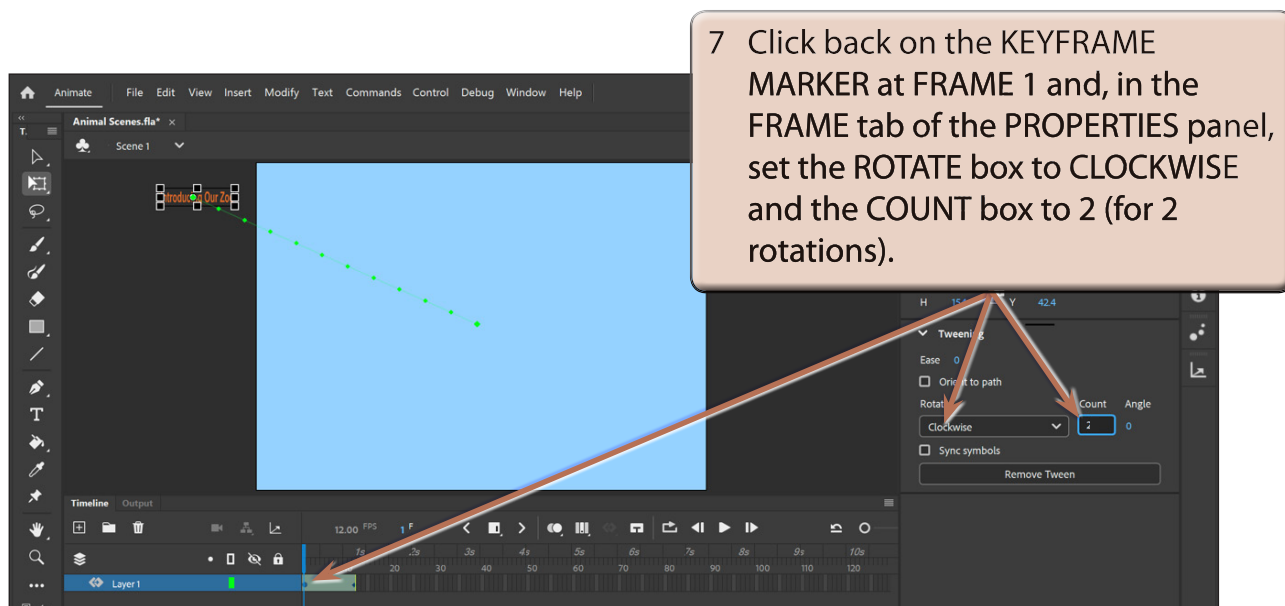 7 Click back on the KEYFRAME
MARKER at FRAME 1 and, in the
FRAME tab of the PROPERTIES panel,
set the ROTATE box to CLOCKWISE
and the COUNT box to 2 (for 2
rotations).
Animate File Edit View Insert Modify Text Commands Control Debug Window Help
Animal Scenes.fla* ×
T.
Scene 1
Our
H Y 42.4
Tweening
Ease 0
Orient to path
Count Angle
Clockwise 2 0
Sync symbols
Remove Tween
T
Timeline Output
12.00 FPS 1
1s 2s 3s 4s 5s 6s 7s 8s 9s 10s
20 30 40 50 60 70 80 90 100 110 120
Layer 1